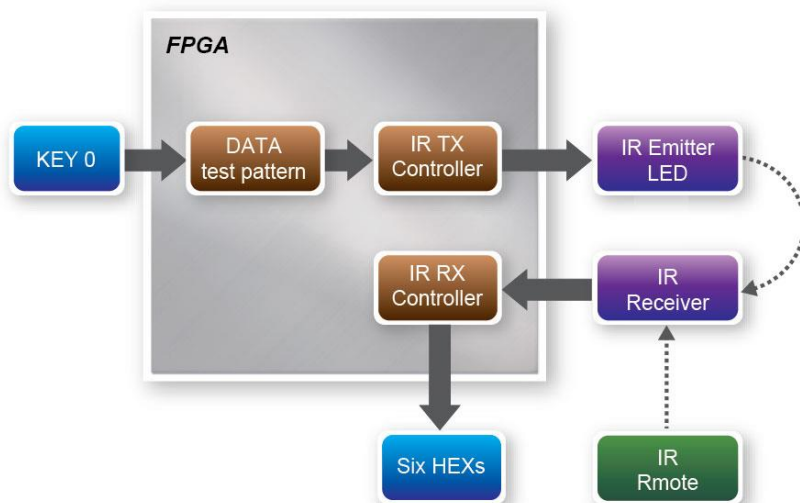 FPGA
KEY 0
DATA
test pattern
IR TX
Controller
IR Emitter
LED
IR RX
Controller
IR
Receiver
Six HEXs
IR
Rmote